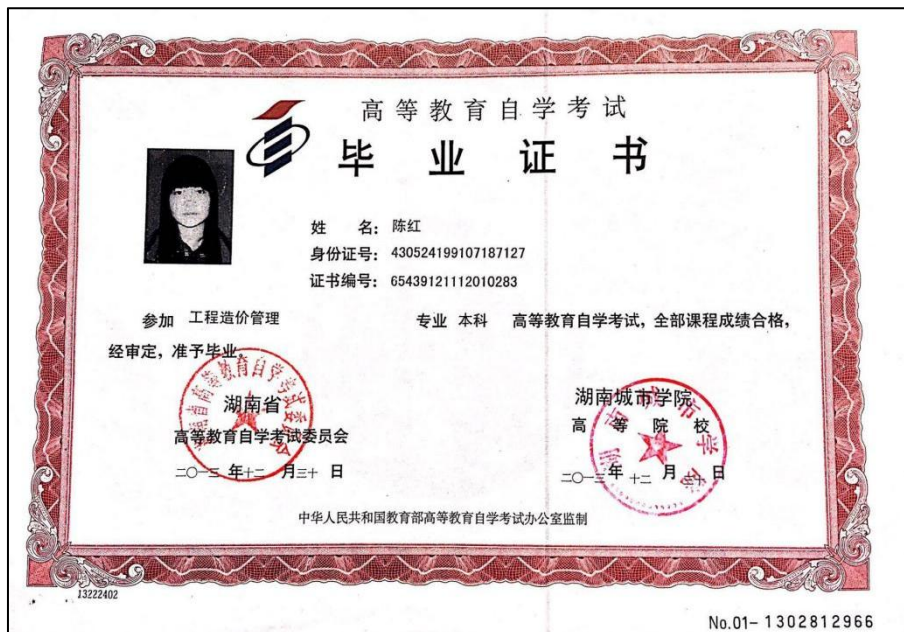 高等教育自学考试
毕业证书
姓 名：陈红
身份证号：430524199107187127
证书编号：65439121112010283
参加 工程造价管理 专业 本科 高等教育自学考试，全部课程成绩合格，
经审定，准予毕业。
湖南省
高等教育自学考试委员会
二〇一三 年 十二 月 三十 日
湖南城市学院
高等院校
二〇一三 年 十二 月 日
中华人民共和国教育部高等教育自学考试办公室监制
13222402
No.01- 1302812966